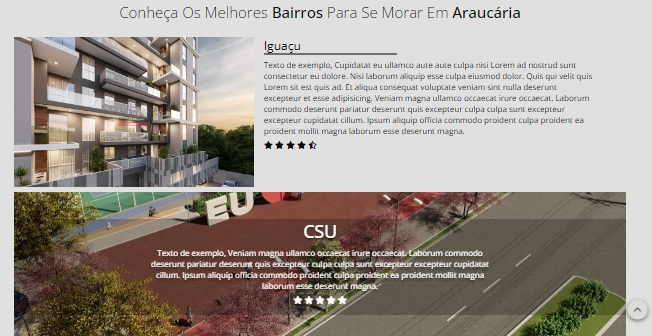 Conheça Os Melhores Bairros Para Se Morar Em Araucária
Iguaçu
Texto de exemplo, Cupidatat eu ullamco aute aute culpa nisi Lorem ad nostrud sunt
consectetur eu dolore. Nisi laborum aliquip esse culpa eiusmod dolor. Quis qui velit quis
Lorem sit est quis ad. Et aliqua consequat voluptate veniam sint nulla deserunt
excepteur et esse adipisicing. Veniam magna ullamco occaecat irure occaecat. Laborum
commodo deserunt pariatur deserunt quis excepteur culpa culpa sunt excepteur
excepteur cupidatat cillum. Ipsum aliquip officia commodo proident culpa proident ea
proident mollit magna laborum esse deserunt magna.
EU
CSU
Texto de exemplo, Veniam magna ullamco occaecat irure occaecat. Laborum commodo
deserunt pariatur deserunt quis excepteur culpa culpa sunt excepteur excepteur cupidatat
cillum. Ipsum aliquip officia commodo proident culpa proident ea proident mollit magna
laborum esse deserunt magna.